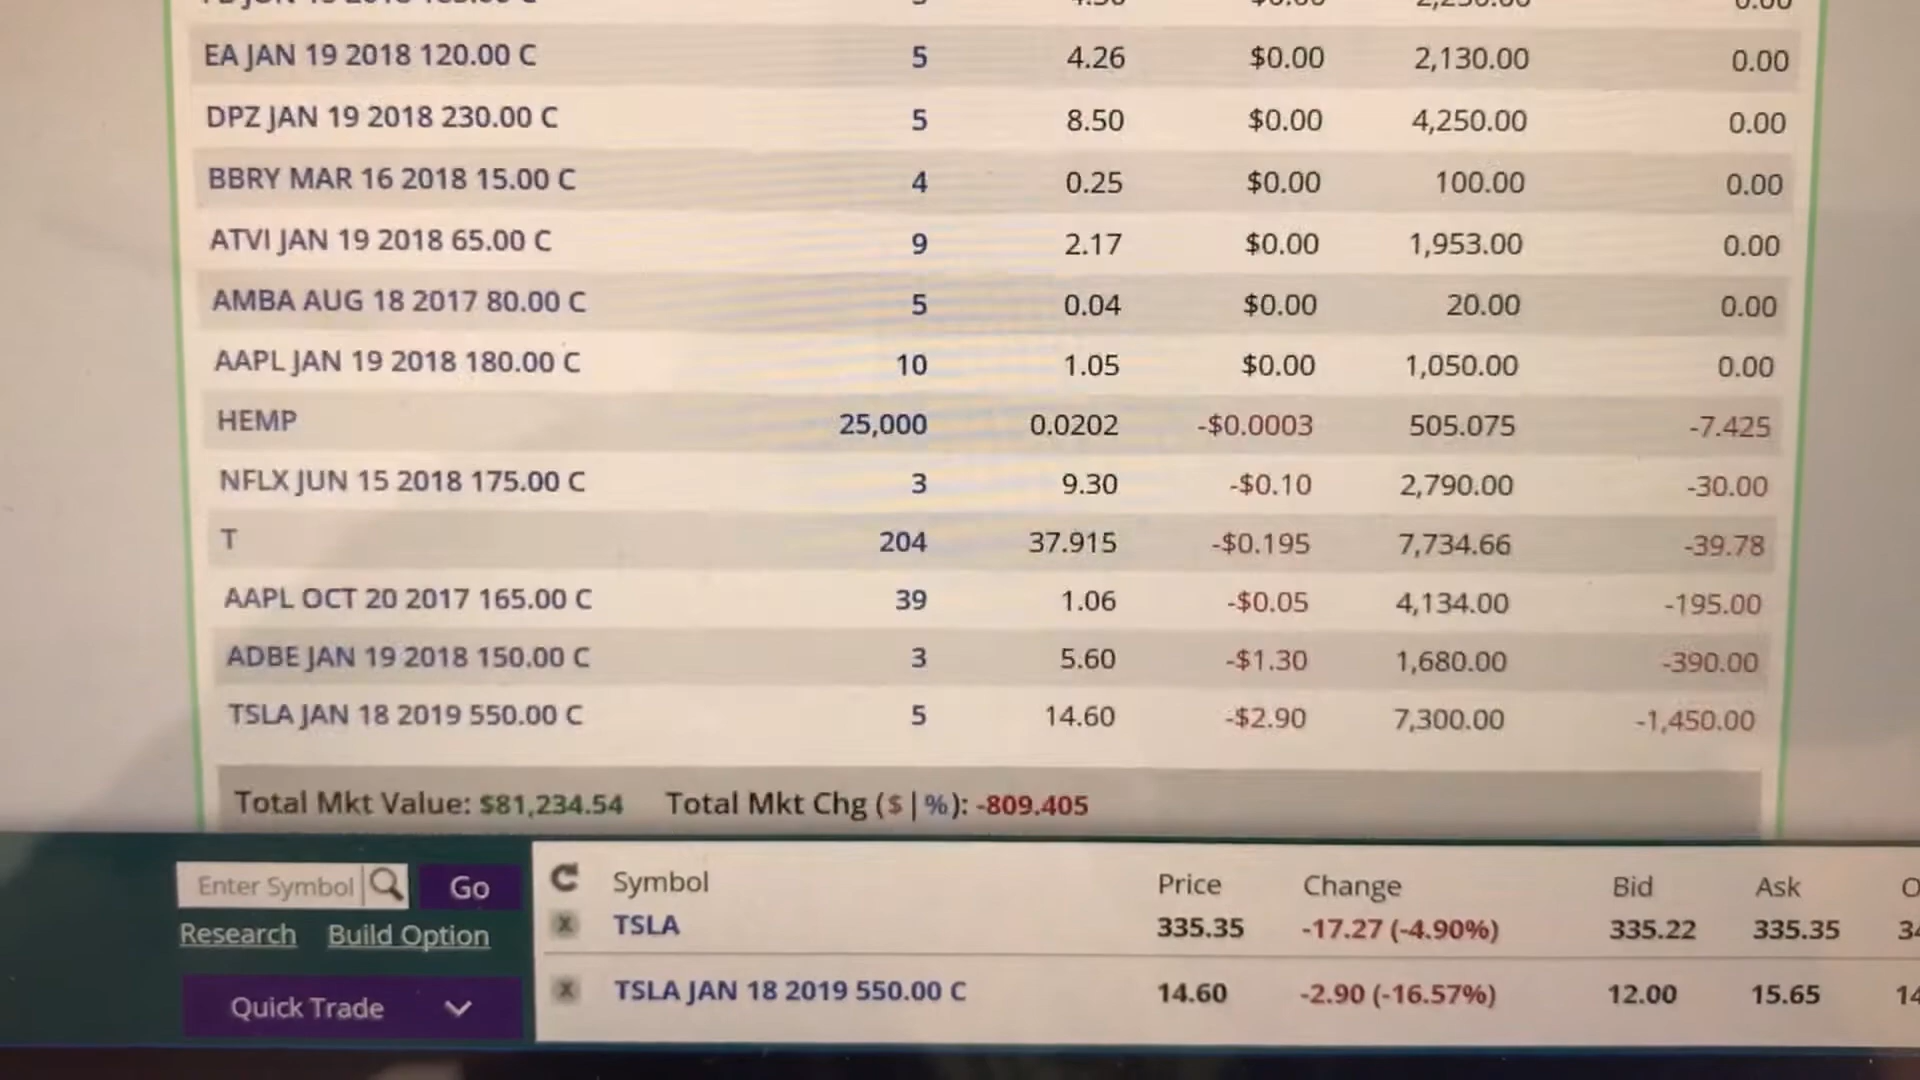 EA JAN 19 2018 120.00 C 5 4.26 $0.00 2,130.00 0.00
DPZ JAN 19 2018 230.00 C 5 8.50 $0.00 4,250.00 0.00
BBRY MAR 16 2018 15.00 C 4 0.25 $0.00 100.00 0.00
ATVI JAN 19 2018 65.00 C 9 2.17 $0.00 1,953.00 0.00
AMBA AUG 18 2017 80.00 C 5 0.04 $0.00 20.00 0.00
AAPL JAN 19 2018 180.00 C 10 1.05 $0.00 1,050.00 0.00
HEMP 25,000 0.0202 -$0.0003 505.075 -7.425
NFLX JUN 15 2018 175.00 C 3 9.30 -$0.10 2,790.00 -30.00
T 204 37.915 -$0.195 7,734.66 -39.78
AAPL OCT 20 2017 165.00 C 39 1.06 -$0.05 4,134.00 -195.00
ADBE JAN 19 2018 150.00 C 3 5.60 -$1.30 1,680.00 -390.00
TSLA JAN 18 2019 550.00 C 5 14.60 -$2.90 7,300.00 -1,450.00
Total Mkt Value: $81,234.54 Total Mkt Chg ($ | %): -809.405
Enter Symbol Go
Research Build Option
Quick Trade
Symbol Price Change Bid Ask
X TSLA 335.35 -17.27 (-4.90%) 335.22 335.35
X TSLA JAN 18 2019 550.00 C 14.60 -2.90 (-16.57%) 12.00 15.65